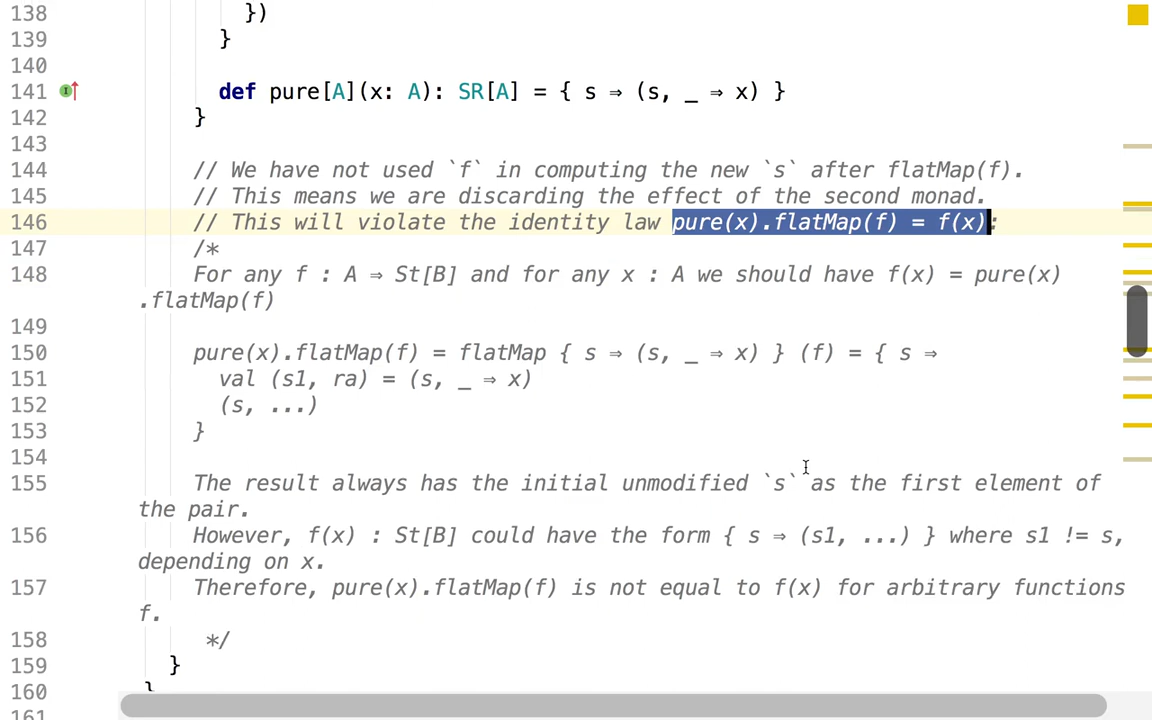 138 })
139 }
140
141 def pure[A](x: A): SR[A] = { s ⇒ (s, _ ⇒ x) }
142 }
143
144 // We have not used `f` in computing the new `s` after flatMap(f).
145 // This means we are discarding the effect of the second monad.
146 // This will violate the identity law pure(x).flatMap(f) = f(x):
147 /*
148 For any f : A ⇒ St[B] and for any x : A we should have f(x) = pure(x)
.flatMap(f)
149
150 pure(x).flatMap(f) = flatMap { s ⇒ (s, _ ⇒ x) } (f) = { s ⇒
151 val (s1, ra) = (s, _ ⇒ x)
152 (s, ...)
153 }
154
155 The result always has the initial unmodified `s` as the first element of
the pair.
156 However, f(x) : St[B] could have the form { s ⇒ (s1, ...) } where s1 != s,
depending on x.
157 Therefore, pure(x).flatMap(f) is not equal to f(x) for arbitrary functions
f.
158 */
159 }
160 }
161